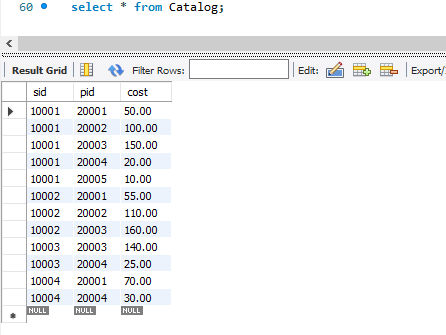 60 select * from Catalog;
Result Grid Filter Rows: Edit: Export/
sid pid cost
10001 20001 50.00
10001 20002 100.00
10001 20003 150.00
10001 20004 20.00
10001 20005 10.00
10002 20001 55.00
10002 20002 110.00
10002 20003 160.00
10003 20003 140.00
10003 20004 25.00
10004 20001 70.00
10004 20004 30.00
NULL NULL NULL